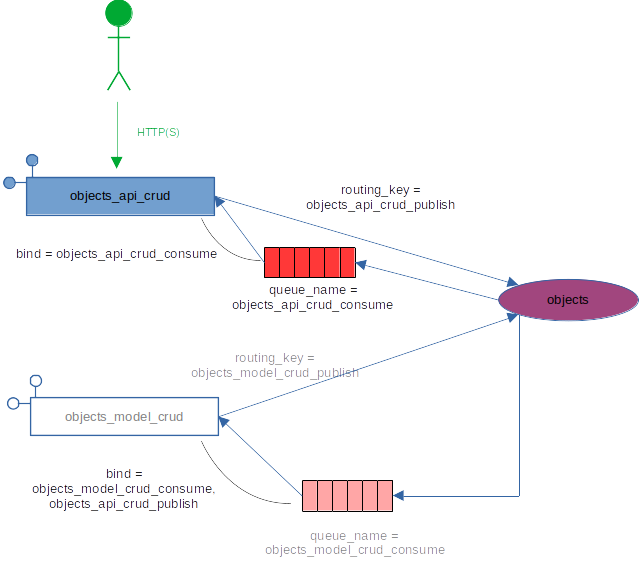 HTTP(S)
objects_api_crud
routing_key =
objects_api_crud_publish
bind = objects_api_crud_consume
queue_name =
objects_api_crud_consume
objects
routing_key =
objects_model_crud_publish
objects_model_crud
bind =
objects_model_crud_consume,
objects_api_crud_publish
queue_name =
objects_model_crud_consume